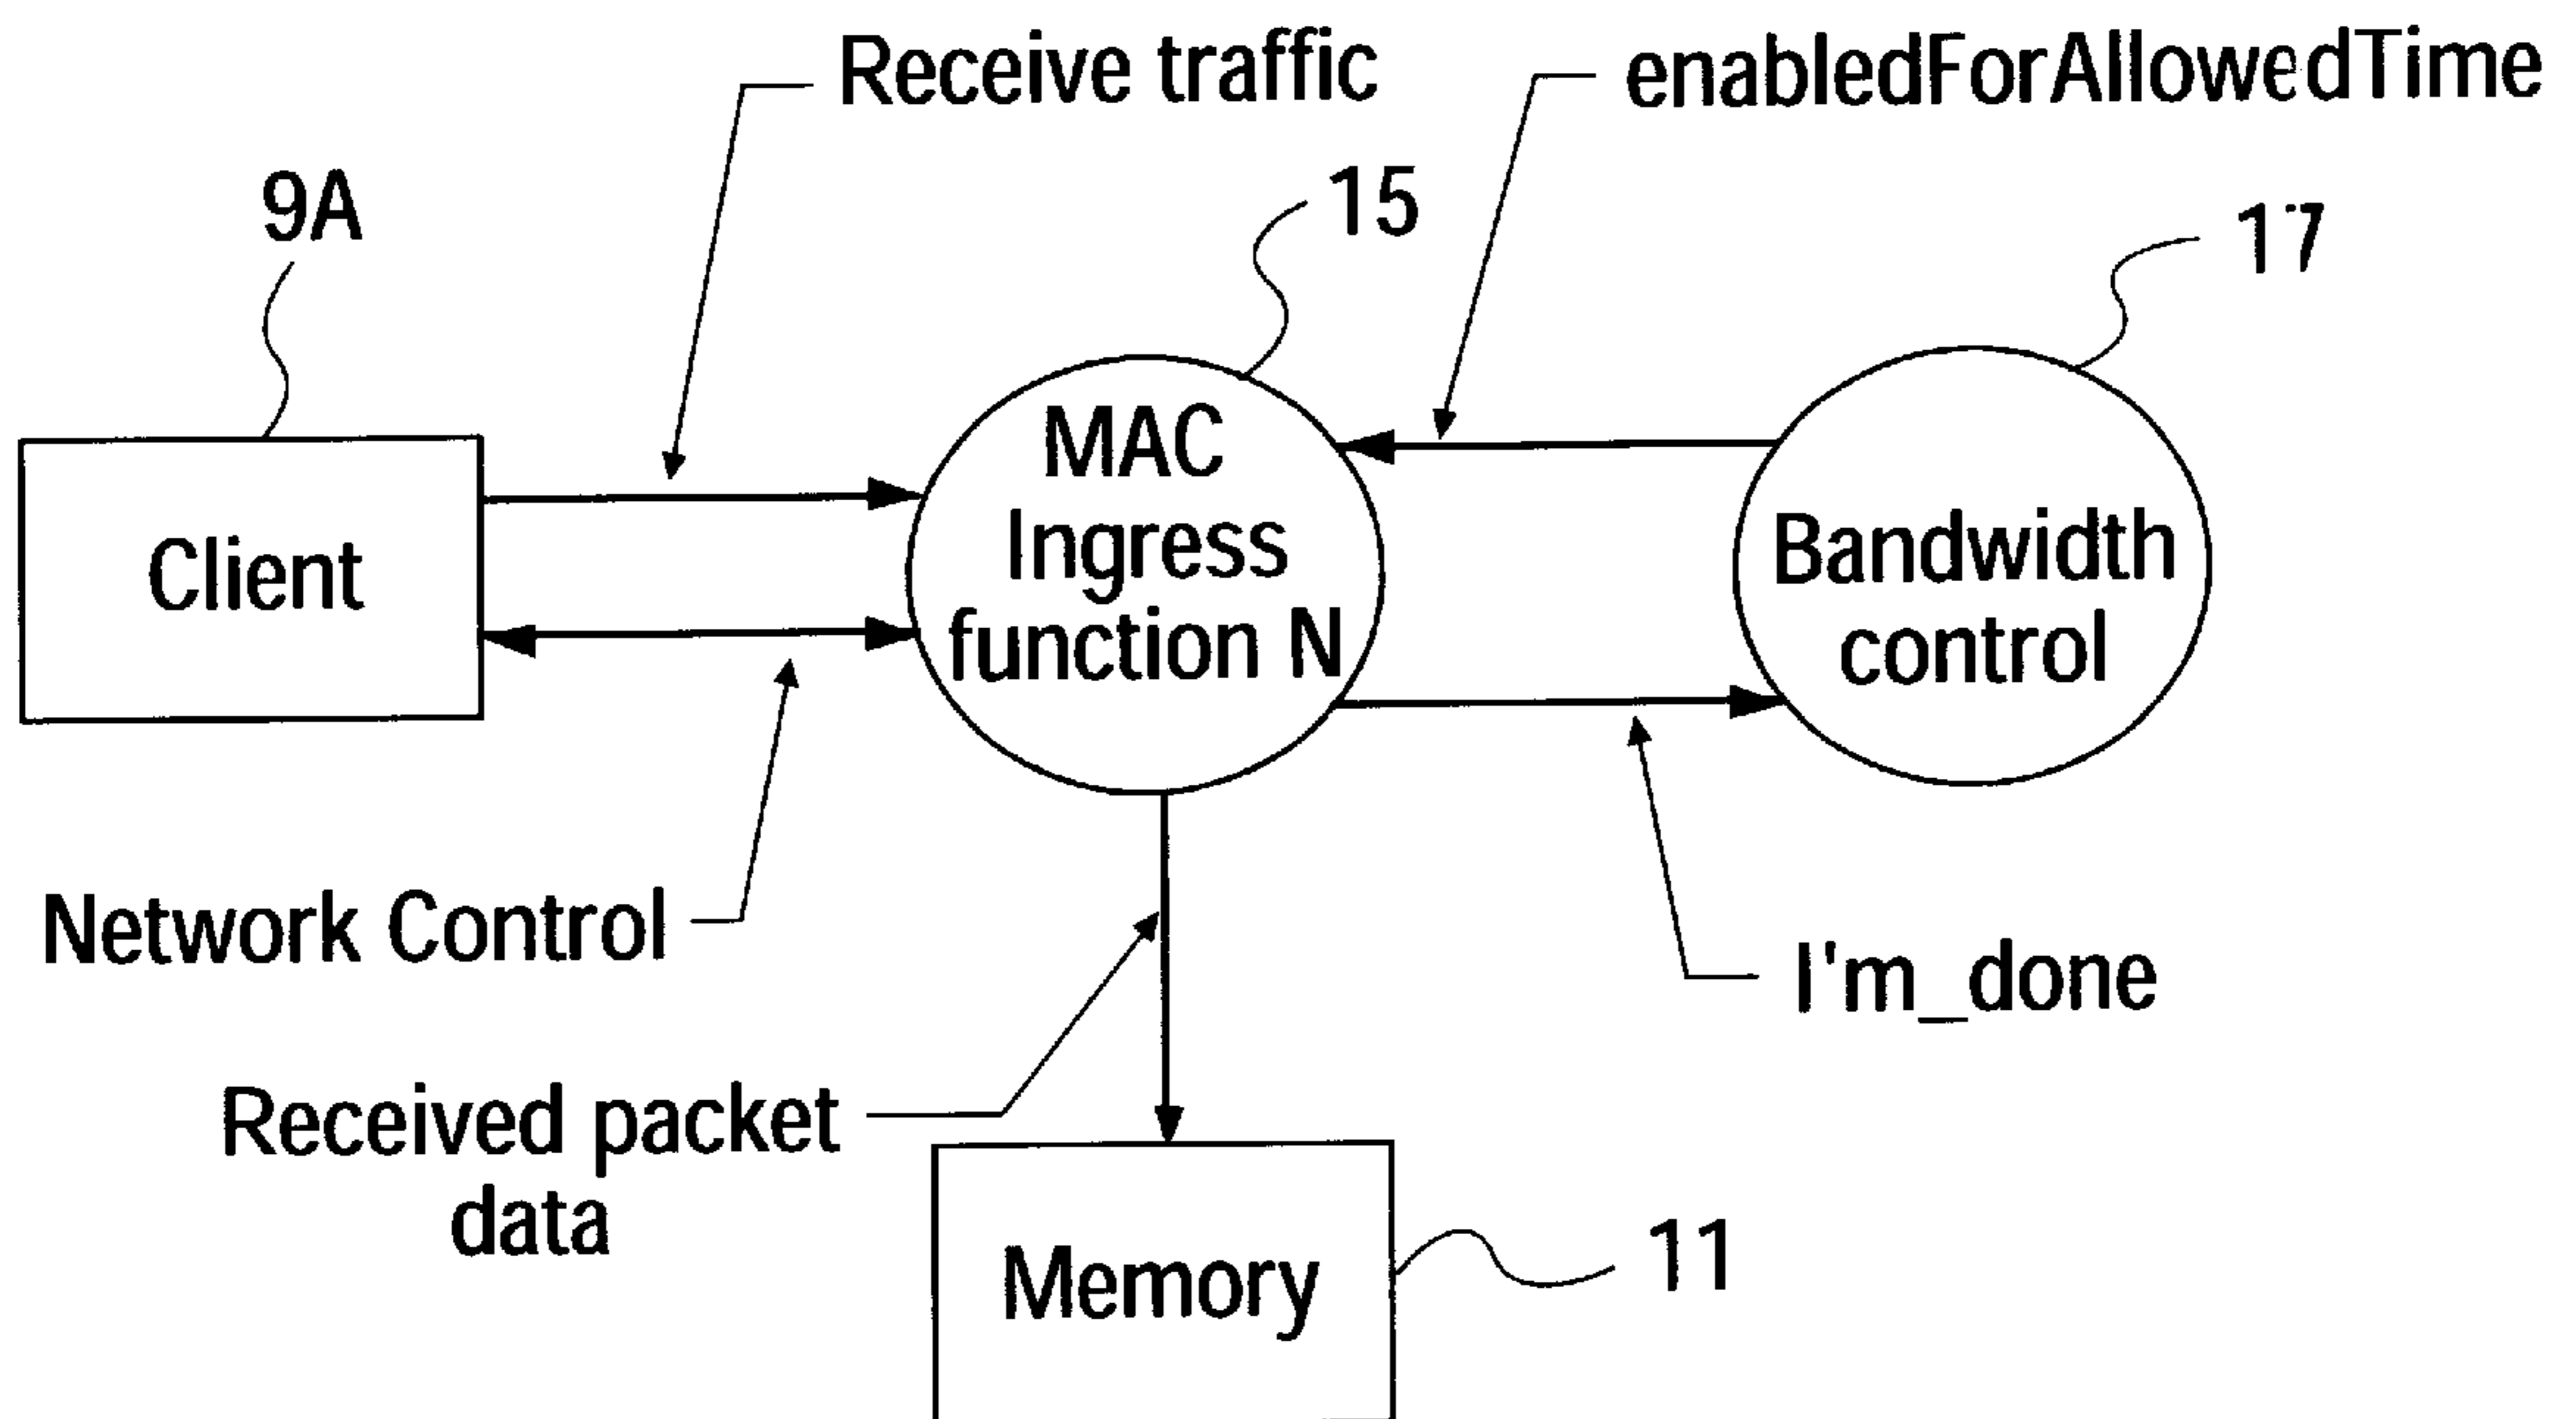 Receive traffic
enabledForAllowedTime
9A
15
17
MAC
Ingress
function N
Client
Bandwidth
control
Network Control
I'm_done
Received packet
data
Memory
11